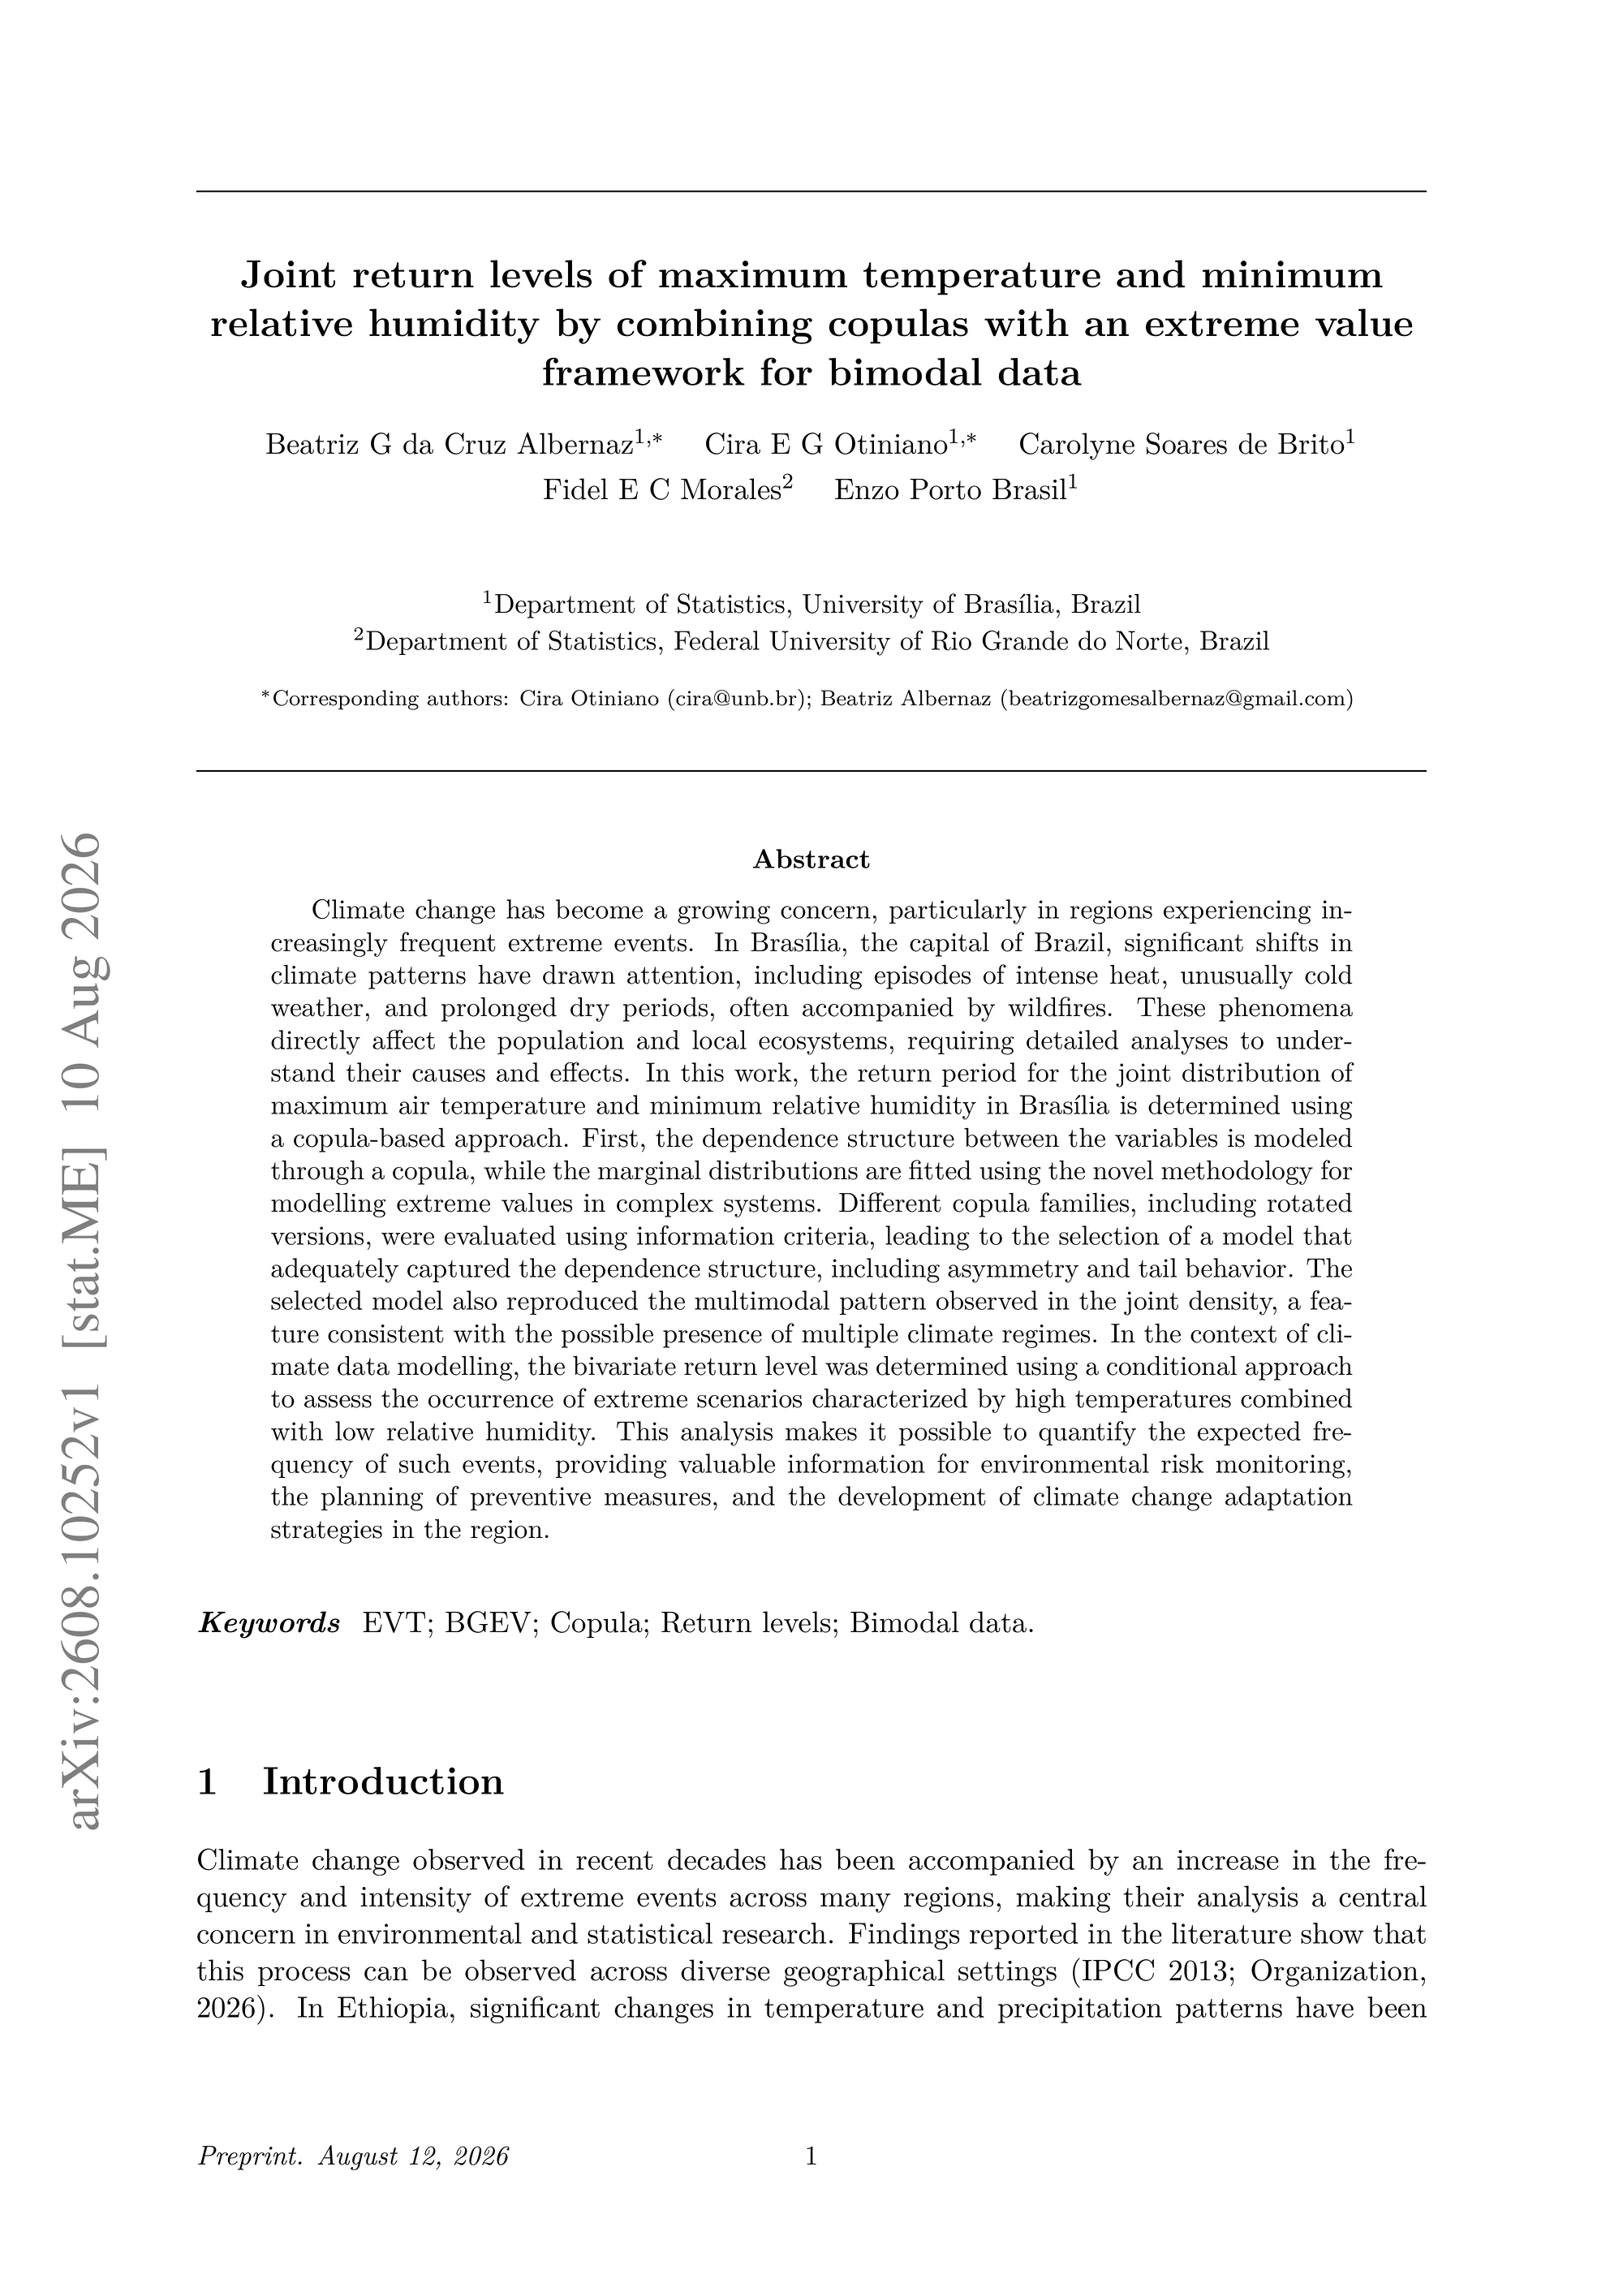 Joint return levels of maximum temperature and minimum
relative humidity by combining copulas with an extreme value
framework for bimodal data
Beatriz G da Cruz Albernaz1,∗ Cira E G Otiniano1,∗ Carolyne Soares de Brito1
Fidel E C Morales2 Enzo Porto Brasil1
1Department of Statistics, University of Brasília, Brazil
2Department of Statistics, Federal University of Rio Grande do Norte, Brazil
∗Corresponding authors: Cira Otiniano (cira@unb.br); Beatriz Albernaz (beatrizgomesalbernaz@gmail.com)
Abstract
Climate change has become a growing concern, particularly in regions experiencing in-
creasingly frequent extreme events. In Brasília, the capital of Brazil, significant shifts in
climate patterns have drawn attention, including episodes of intense heat, unusually cold
weather, and prolonged dry periods, often accompanied by wildfires. These phenomena
directly affect the population and local ecosystems, requiring detailed analyses to under-
stand their causes and effects. In this work, the return period for the joint distribution of
maximum air temperature and minimum relative humidity in Brasília is determined using
a copula-based approach. First, the dependence structure between the variables is modeled
through a copula, while the marginal distributions are fitted using the novel methodology for
modelling extreme values in complex systems. Different copula families, including rotated
versions, were evaluated using information criteria, leading to the selection of a model that
adequately captured the dependence structure, including asymmetry and tail behavior. The
selected model also reproduced the multimodal pattern observed in the joint density, a fea-
ture consistent with the possible presence of multiple climate regimes. In the context of cli-
mate data modelling, the bivariate return level was determined using a conditional approach
to assess the occurrence of extreme scenarios characterized by high temperatures combined
with low relative humidity. This analysis makes it possible to quantify the expected fre-
quency of such events, providing valuable information for environmental risk monitoring,
the planning of preventive measures, and the development of climate change adaptation
strategies in the region.
Keywords EVT; BGEV; Copula; Return levels; Bimodal data.
1 Introduction
Climate change observed in recent decades has been accompanied by an increase in the fre-
quency and intensity of extreme events across many regions, making their analysis a central
concern in environmental and statistical research. Findings reported in the literature show that
this process can be observed across diverse geographical settings (IPCC 2013; Organization,
2026). In Ethiopia, significant changes in temperature and precipitation patterns have been
Preprint. August 12, 2026 1
arXiv:2608.10252v1 [stat.ME] 10 Aug 2026